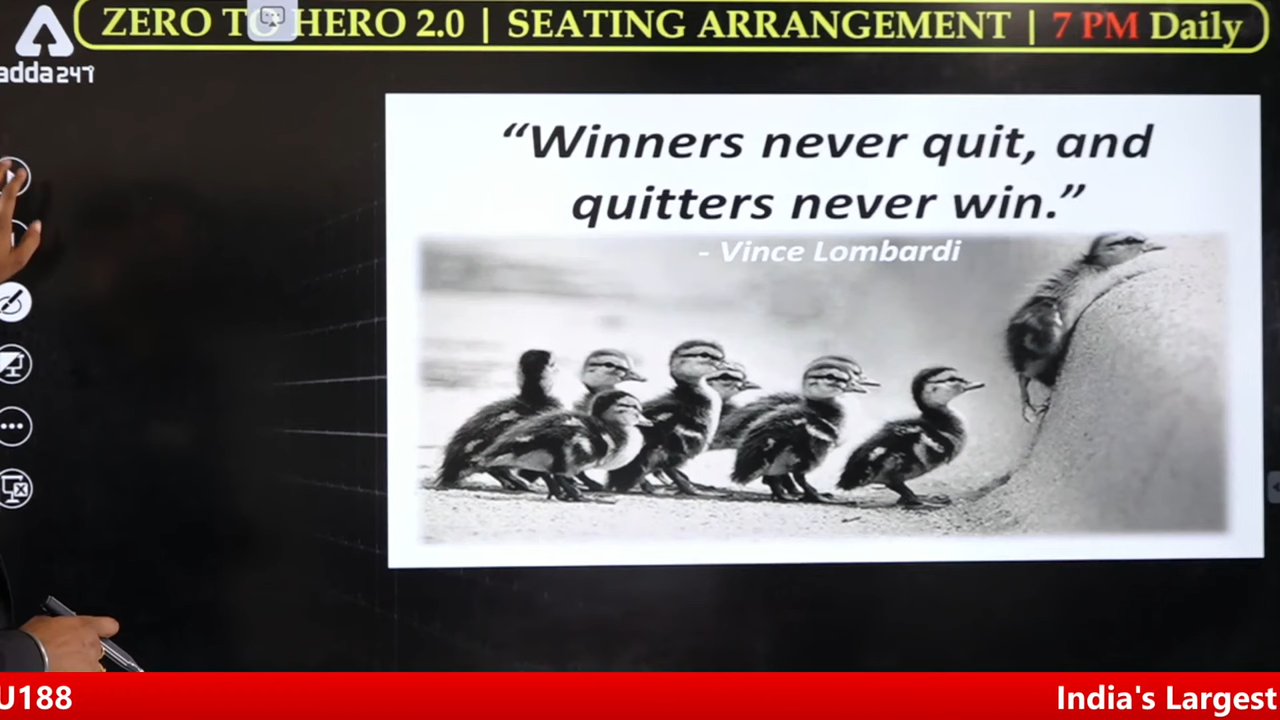 ZERO TO HERO 2.0 | SEATING ARRANGEMENT | 7 PM Daily
adda247
“Winners never quit, and
quitters never win.”
- Vince Lombardi
U188
India's Largest